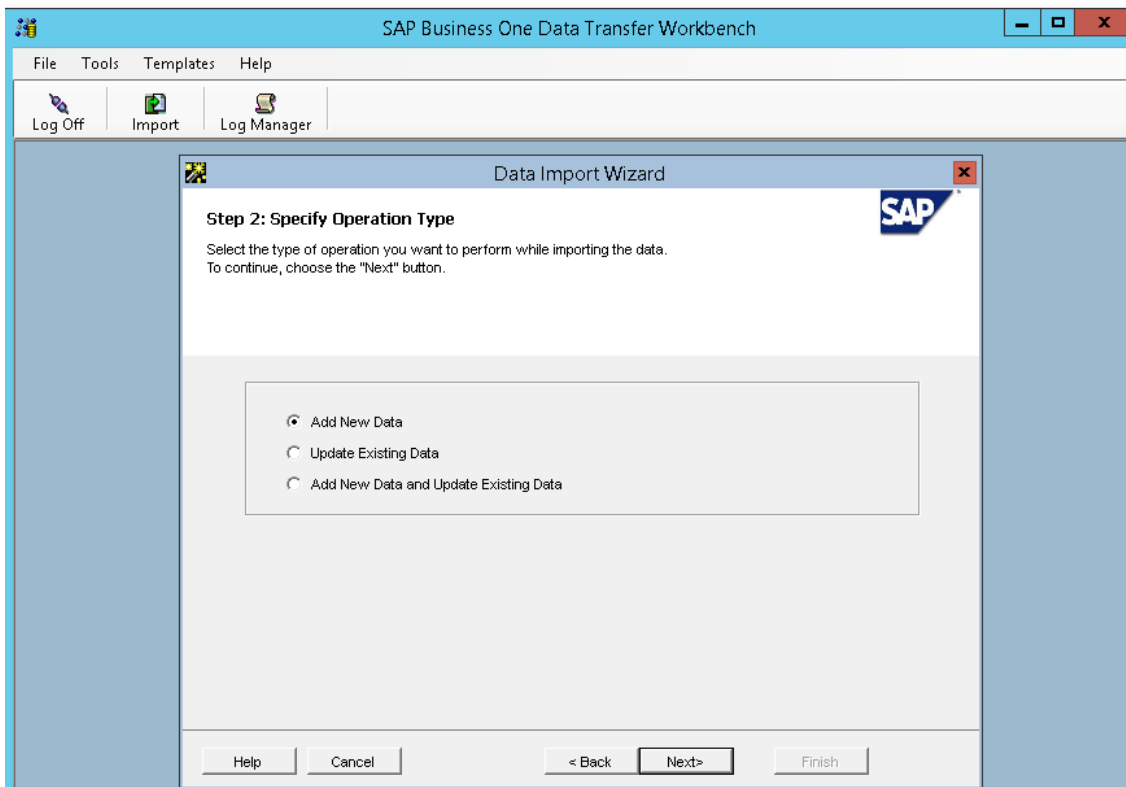 SAP Business One Data Transfer Workbench
File Tools Templates Help
Log Off Import Log Manager
Data Import Wizard
SAP
Step 2: Specify Operation Type
Select the type of operation you want to perform while importing the data.
To continue, choose the "Next" button.
Add New Data
Update Existing Data
Add New Data and Update Existing Data
Help Cancel < Back Next> Finish